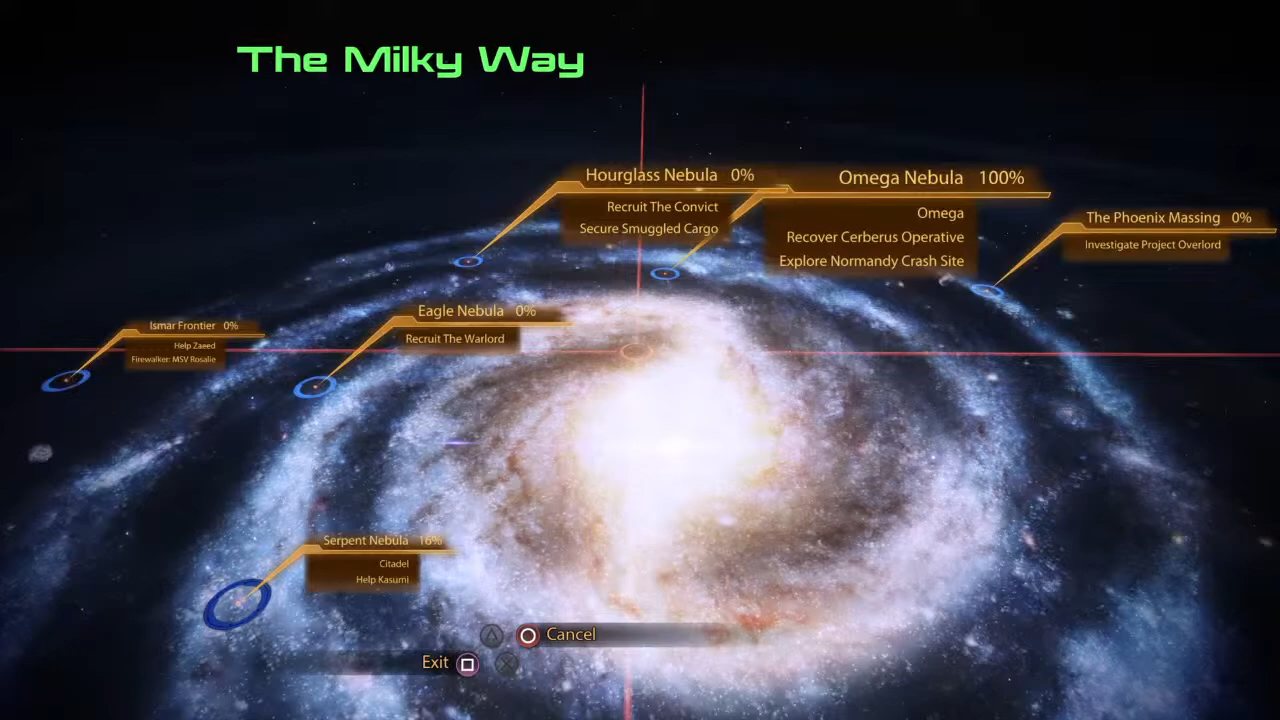 The Milky Way
Hourglass Nebula 0%
Recruit The Convict
Secure Smuggled Cargo
Omega Nebula 100%
Omega
Recover Cerberus Operative
Explore Normandy Crash Site
The Phoenix Massing 0%
Investigate Project Overlord
Ismar Frontier 0%
Help Zaeed
Firewalker: MSV Rosalie
Eagle Nebula 0%
Recruit The Warlord
Serpent Nebula 16%
Citadel
Help Kasumi
Cancel
Exit